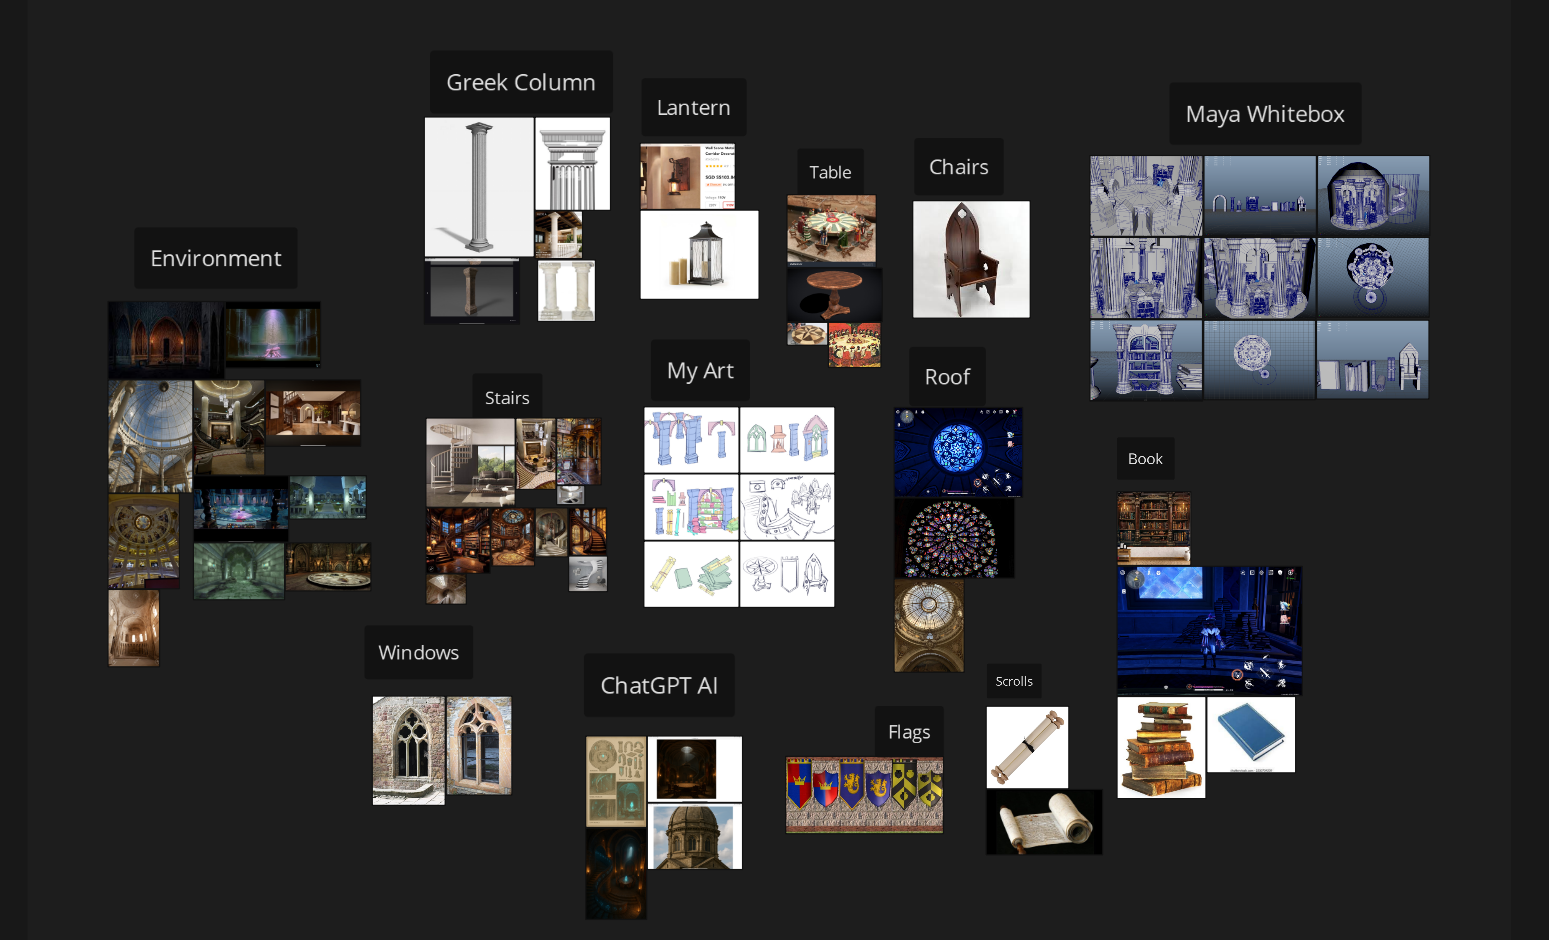 Greek Column
Lantern
Maya Whitebox
Table
Chairs
Environment
My Art
Roof
Stairs
Book
Windows
ChatGPT AI
Scrolls
Flags